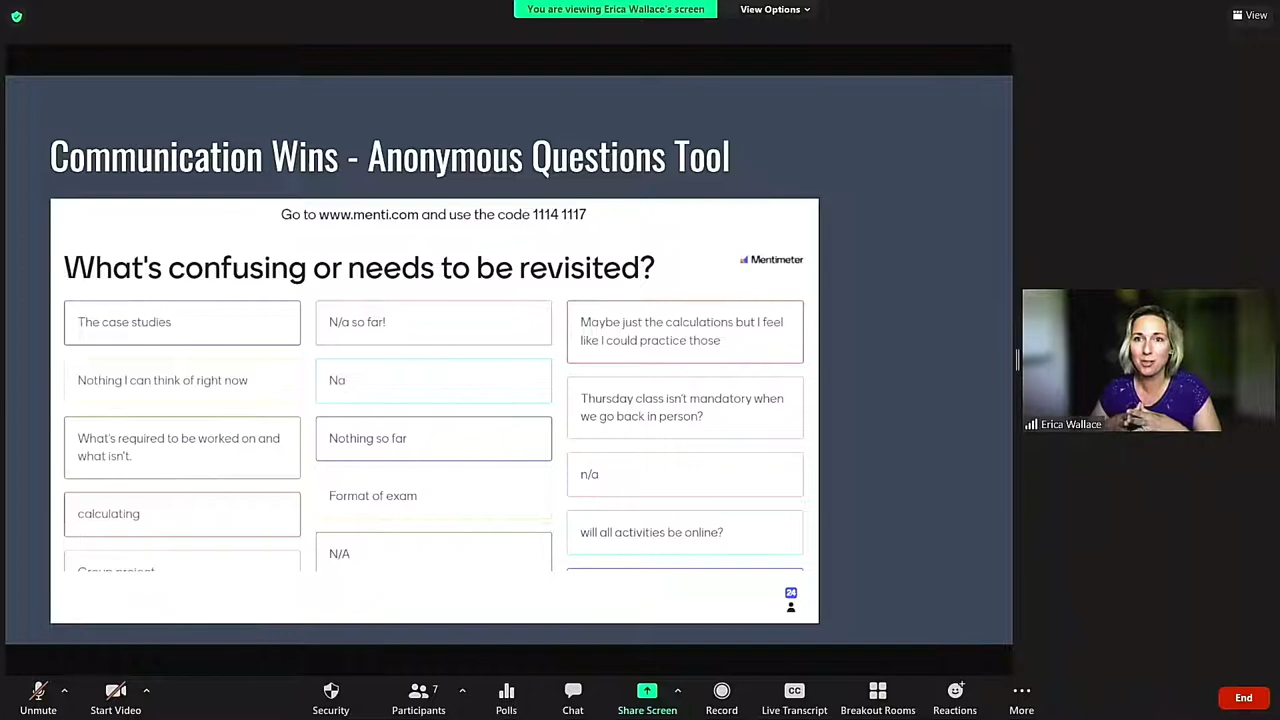 You are viewing Erica Wallace's screen
View Options
View
Communication Wins - Anonymous Questions Tool
Go to www.menti.com and use the code 1114 1117
What's confusing or needs to be revisited?
Mentimeter
The case studies
Nothing I can think of right now
What's required to be worked on and
what isn't.
calculating
Group project
N/a so far!
Na
Nothing so far
Format of exam
N/A
Maybe just the calculations but I feel
like I could practice those
Thursday class isn't mandatory when
we go back in person?
n/a
will all activities be online?
24
Erica Wallace
Unmute
Start Video
Security
Participants
7
Polls
Chat
Share Screen
Record
CC
Live Transcript
Breakout Rooms
Reactions
More
End